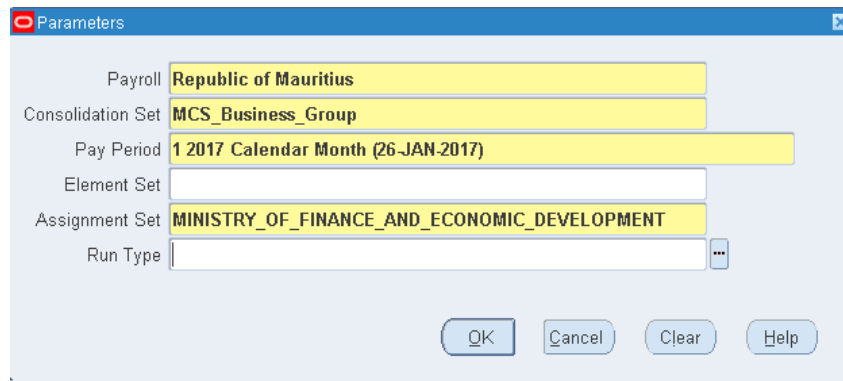 Parameters
Payroll Republic of Mauritius
Consolidation Set MCS_Business_Group
Pay Period 1 2017 Calendar Month (26-JAN-2017)
Element Set
Assignment Set MINISTRY_OF_FINANCE_AND_ECONOMIC_DEVELOPMENT
Run Type
OK Cancel Clear Help